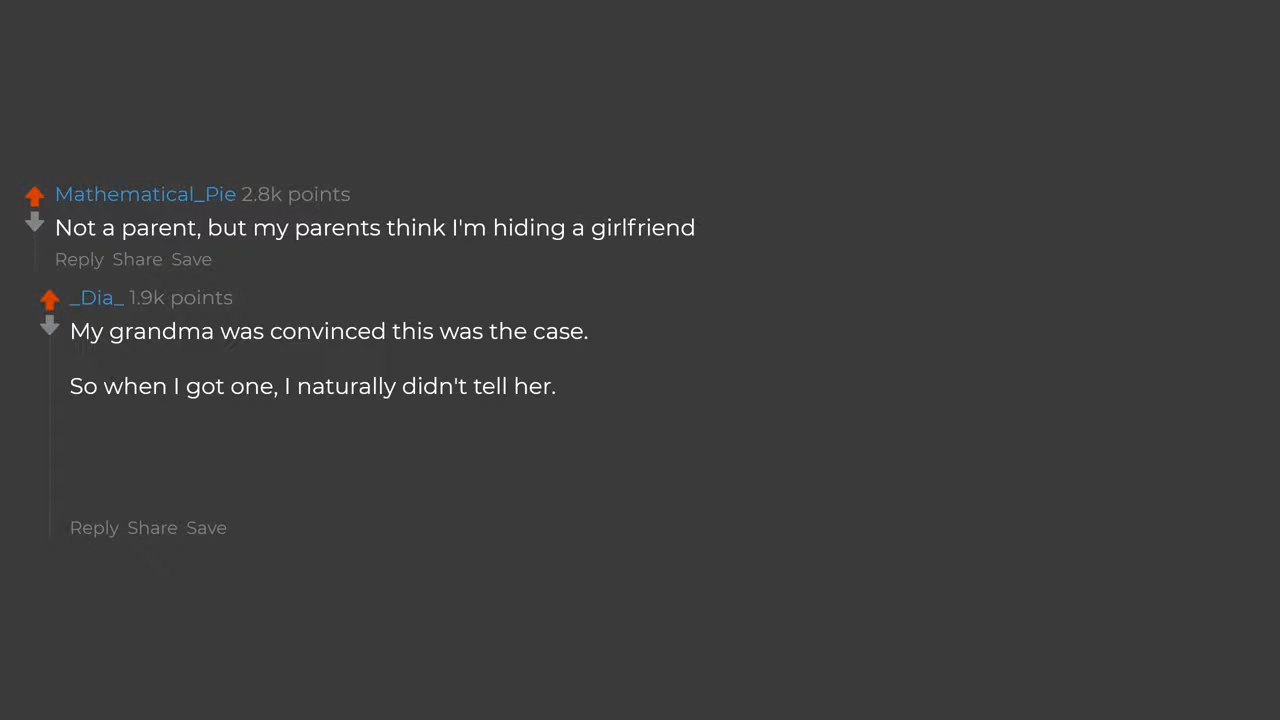 Mathematical_Pie 2.8k points
Not a parent, but my parents think I'm hiding a girlfriend
Reply Share Save
_Dia_ 1.9k points
My grandma was convinced this was the case.
So when I got one, I naturally didn't tell her.
Reply Share Save